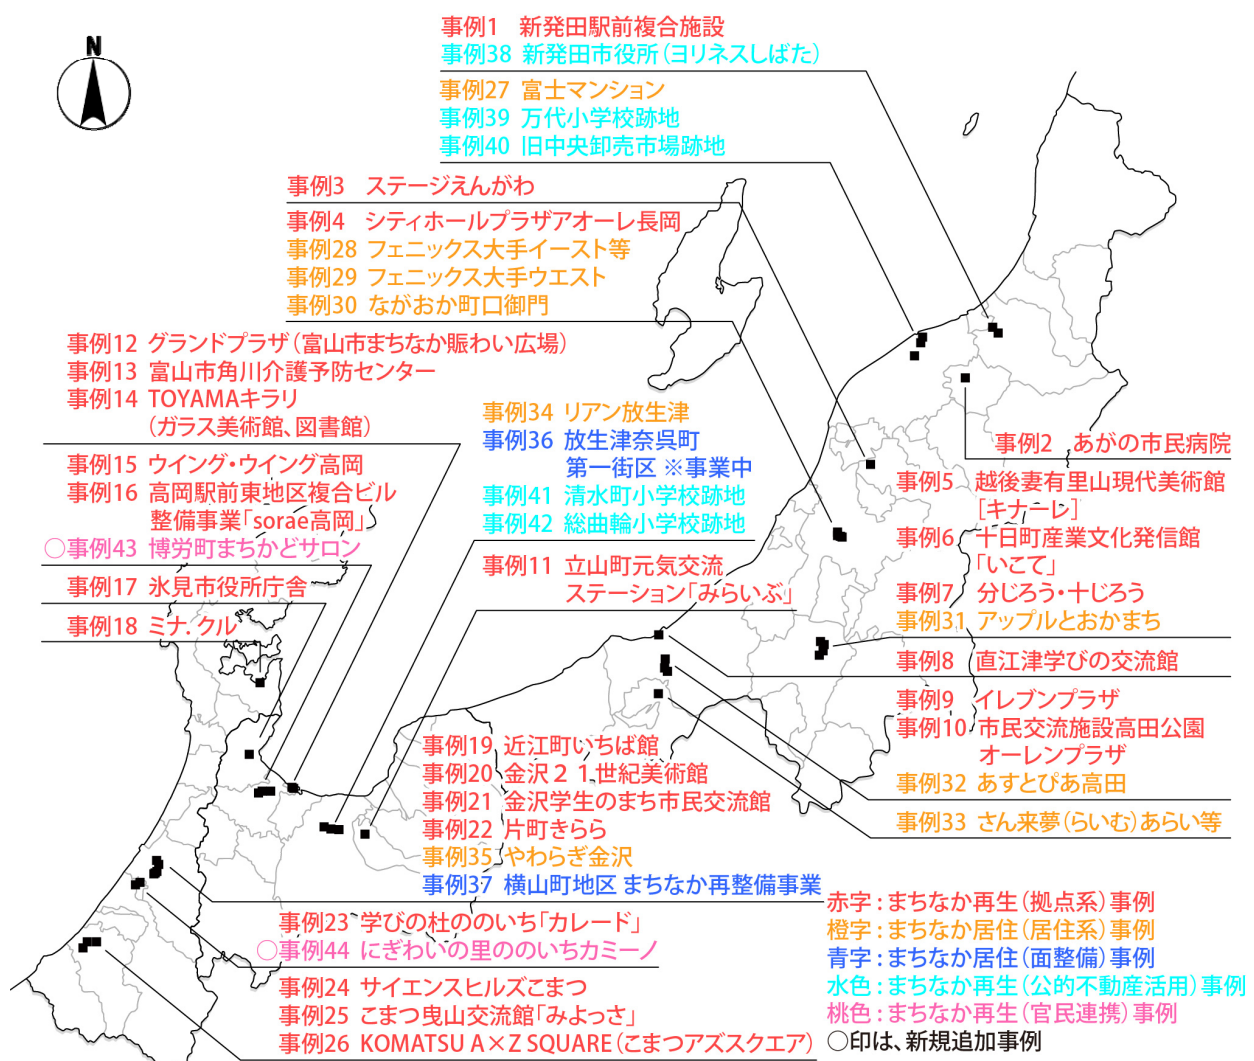 N
事例1 新発田駅前複合施設
事例38 新発田市役所（ヨリネスしばた）
事例27 富士マンション
事例39 万代小学校跡地
事例40 旧中央卸売市場跡地
事例3 ステージえんがわ
事例4 シティホールプラザアオーレ長岡
事例28 フェニックス大手イースト等
事例29 フェニックス大手ウエスト
事例30 ながおか町口御門
事例12 グランドプラザ（富山市まちなか賑わい広場）
事例13 富山市角川介護予防センター
事例14 TOYAMAキラリ
（ガラス美術館、図書館）
事例15 ウイング・ウイング高岡
事例16 高岡駅前東地区複合ビル
整備事業「sorae高岡」
○事例43 博労町まちかどサロン
事例17 氷見市役所庁舎
事例18 ミナ.クル
事例34 リアン放生津
事例36 放生津奈呉町
第一街区 ※事業中
事例41 清水町小学校跡地
事例42 総曲輪小学校跡地
事例11 立山町元気交流
ステーション「みらいぶ」
事例2 あがの市民病院
事例5 越後妻有里山現代美術館
［キナーレ］
事例6 十日町産業文化発信館
「いこて」
事例7 分じろう・十じろう
事例31 アップルとおかまち
事例8 直江津学びの交流館
事例9 イレブンプラザ
事例10 市民交流施設高田公園
オーレンプラザ
事例32 あすとぴあ高田
事例33 さん来夢（らいむ）あらい等
事例19 近江町いちば館
事例20 金沢２１世紀美術館
事例21 金沢学生のまち市民交流館
事例22 片町きらら
事例35 やわらぎ金沢
事例37 横山町地区 まちなか再整備事業
事例23 学びの杜ののいち「カレード」
○事例44 にぎわいの里ののいちカミーノ
事例24 サイエンスヒルズこまつ
事例25 こまつ曳山交流館「みよっさ」
事例26 KOMATSU A×Z SQUARE（こまつアズスクエア）
赤字：まちなか再生（拠点系）事例
橙字：まちなか居住（居住系）事例
青字：まちなか居住（面整備）事例
水色：まちなか再生（公的不動産活用）事例
桃色：まちなか再生（官民連携）事例
○印は、新規追加事例